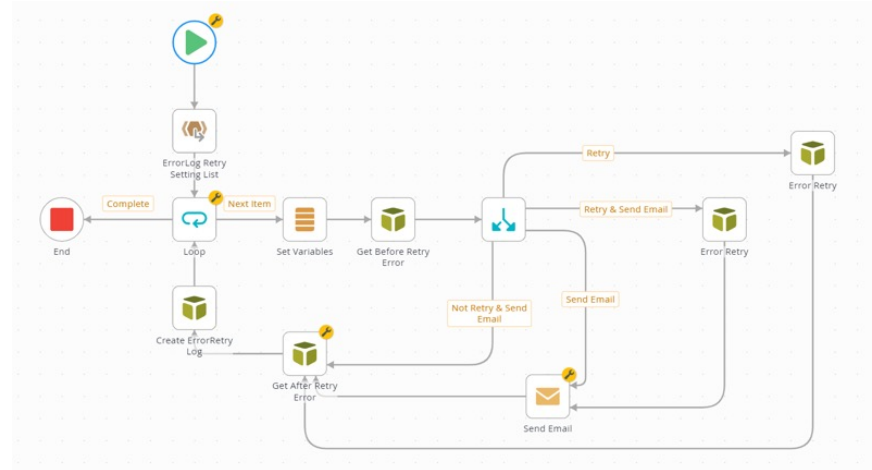 ErrorLog Retry
Setting List
Retry
Error Retry
Complete
Next Item
Retry & Send Email
End
Loop
Set Variables
Get Before Retry
Error
Error Retry
Not Retry & Send
Email
Send Email
Create ErrorRetry
Log
Get After Retry
Error
Send Email